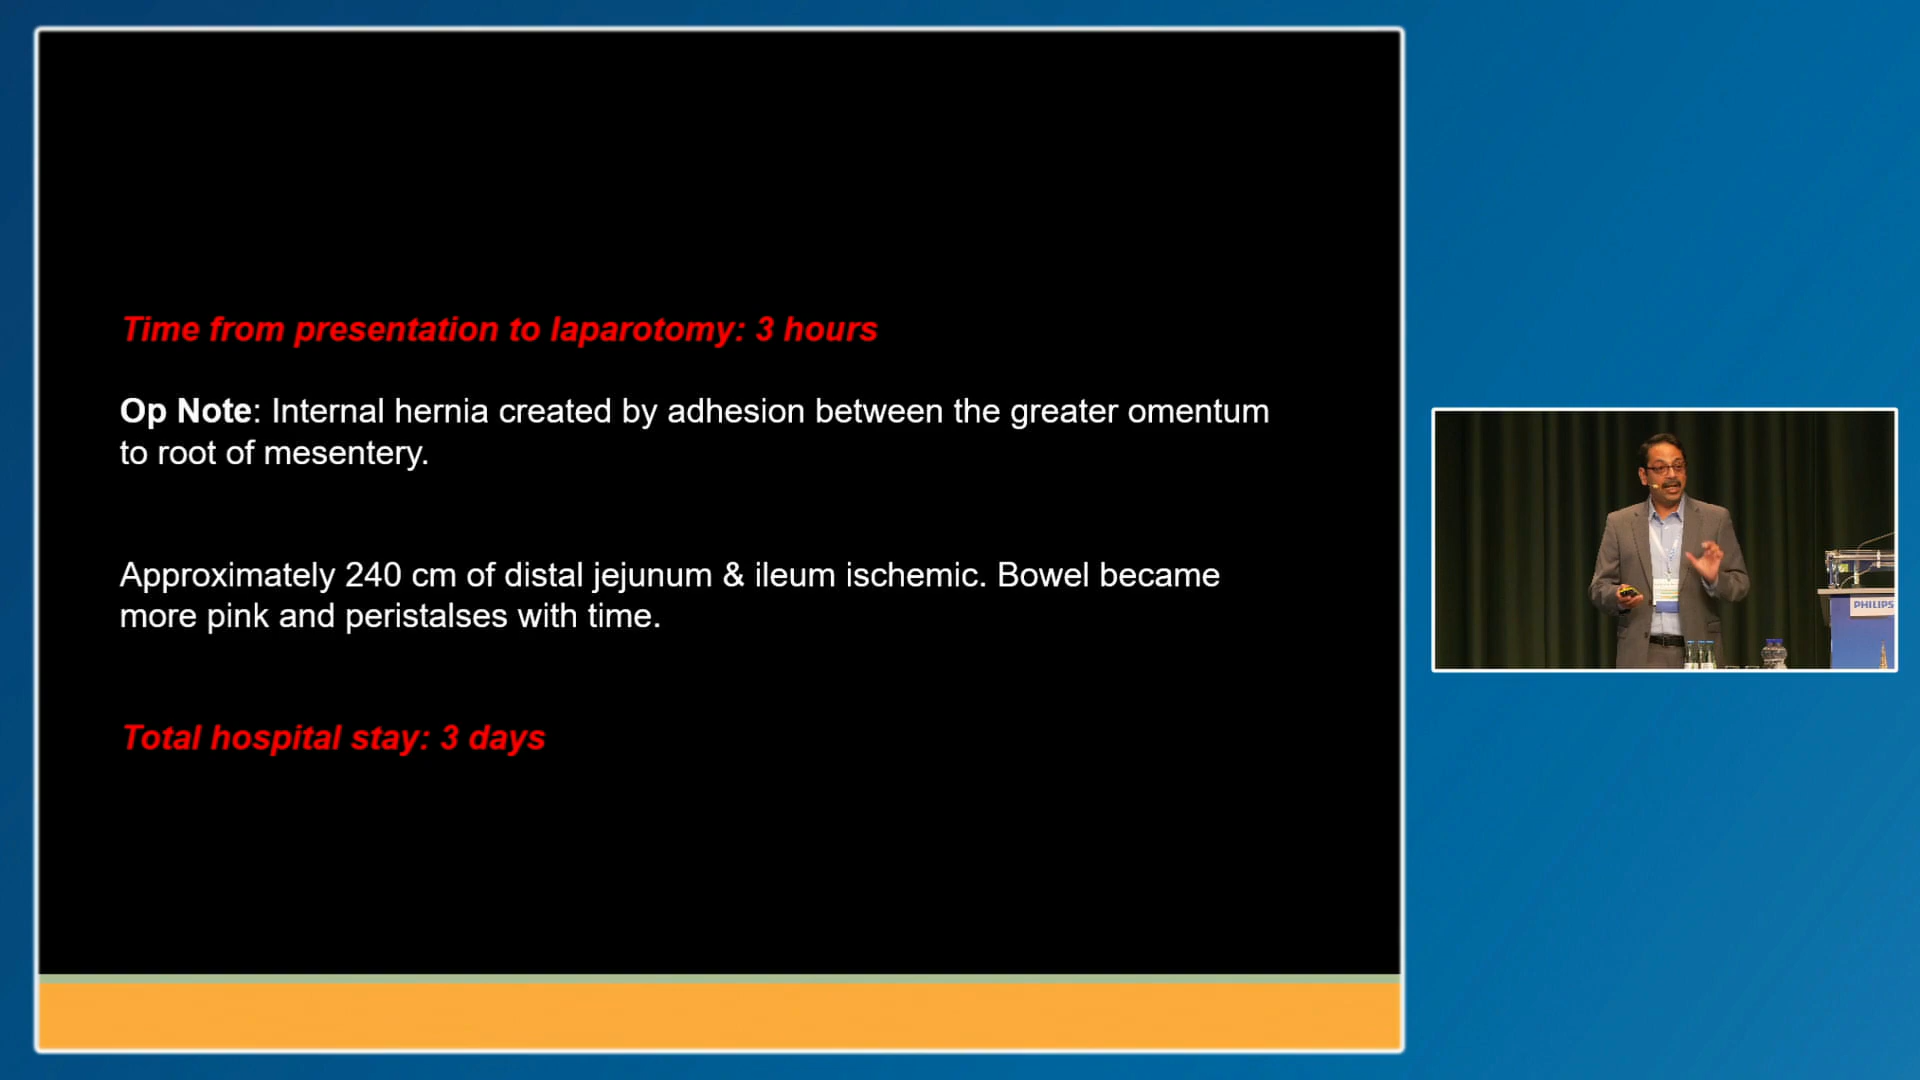 Time from presentation to laparotomy: 3 hours
Op Note: Internal hernia created by adhesion between the greater omentum
to root of mesentery.
Approximately 240 cm of distal jejunum & ileum ischemic. Bowel became
more pink and peristalses with time.
Total hospital stay: 3 days
PHILIPS